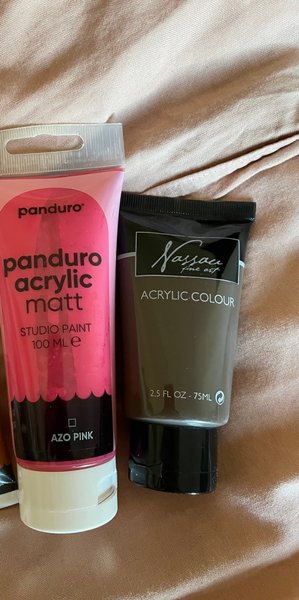 panduro
panduro
acrylic
matt
STUDIO PAINT
100 ML e
AZO PINK
Nassau
fine art
ACRYLIC COLOUR
2,5 FL OZ - 75ML